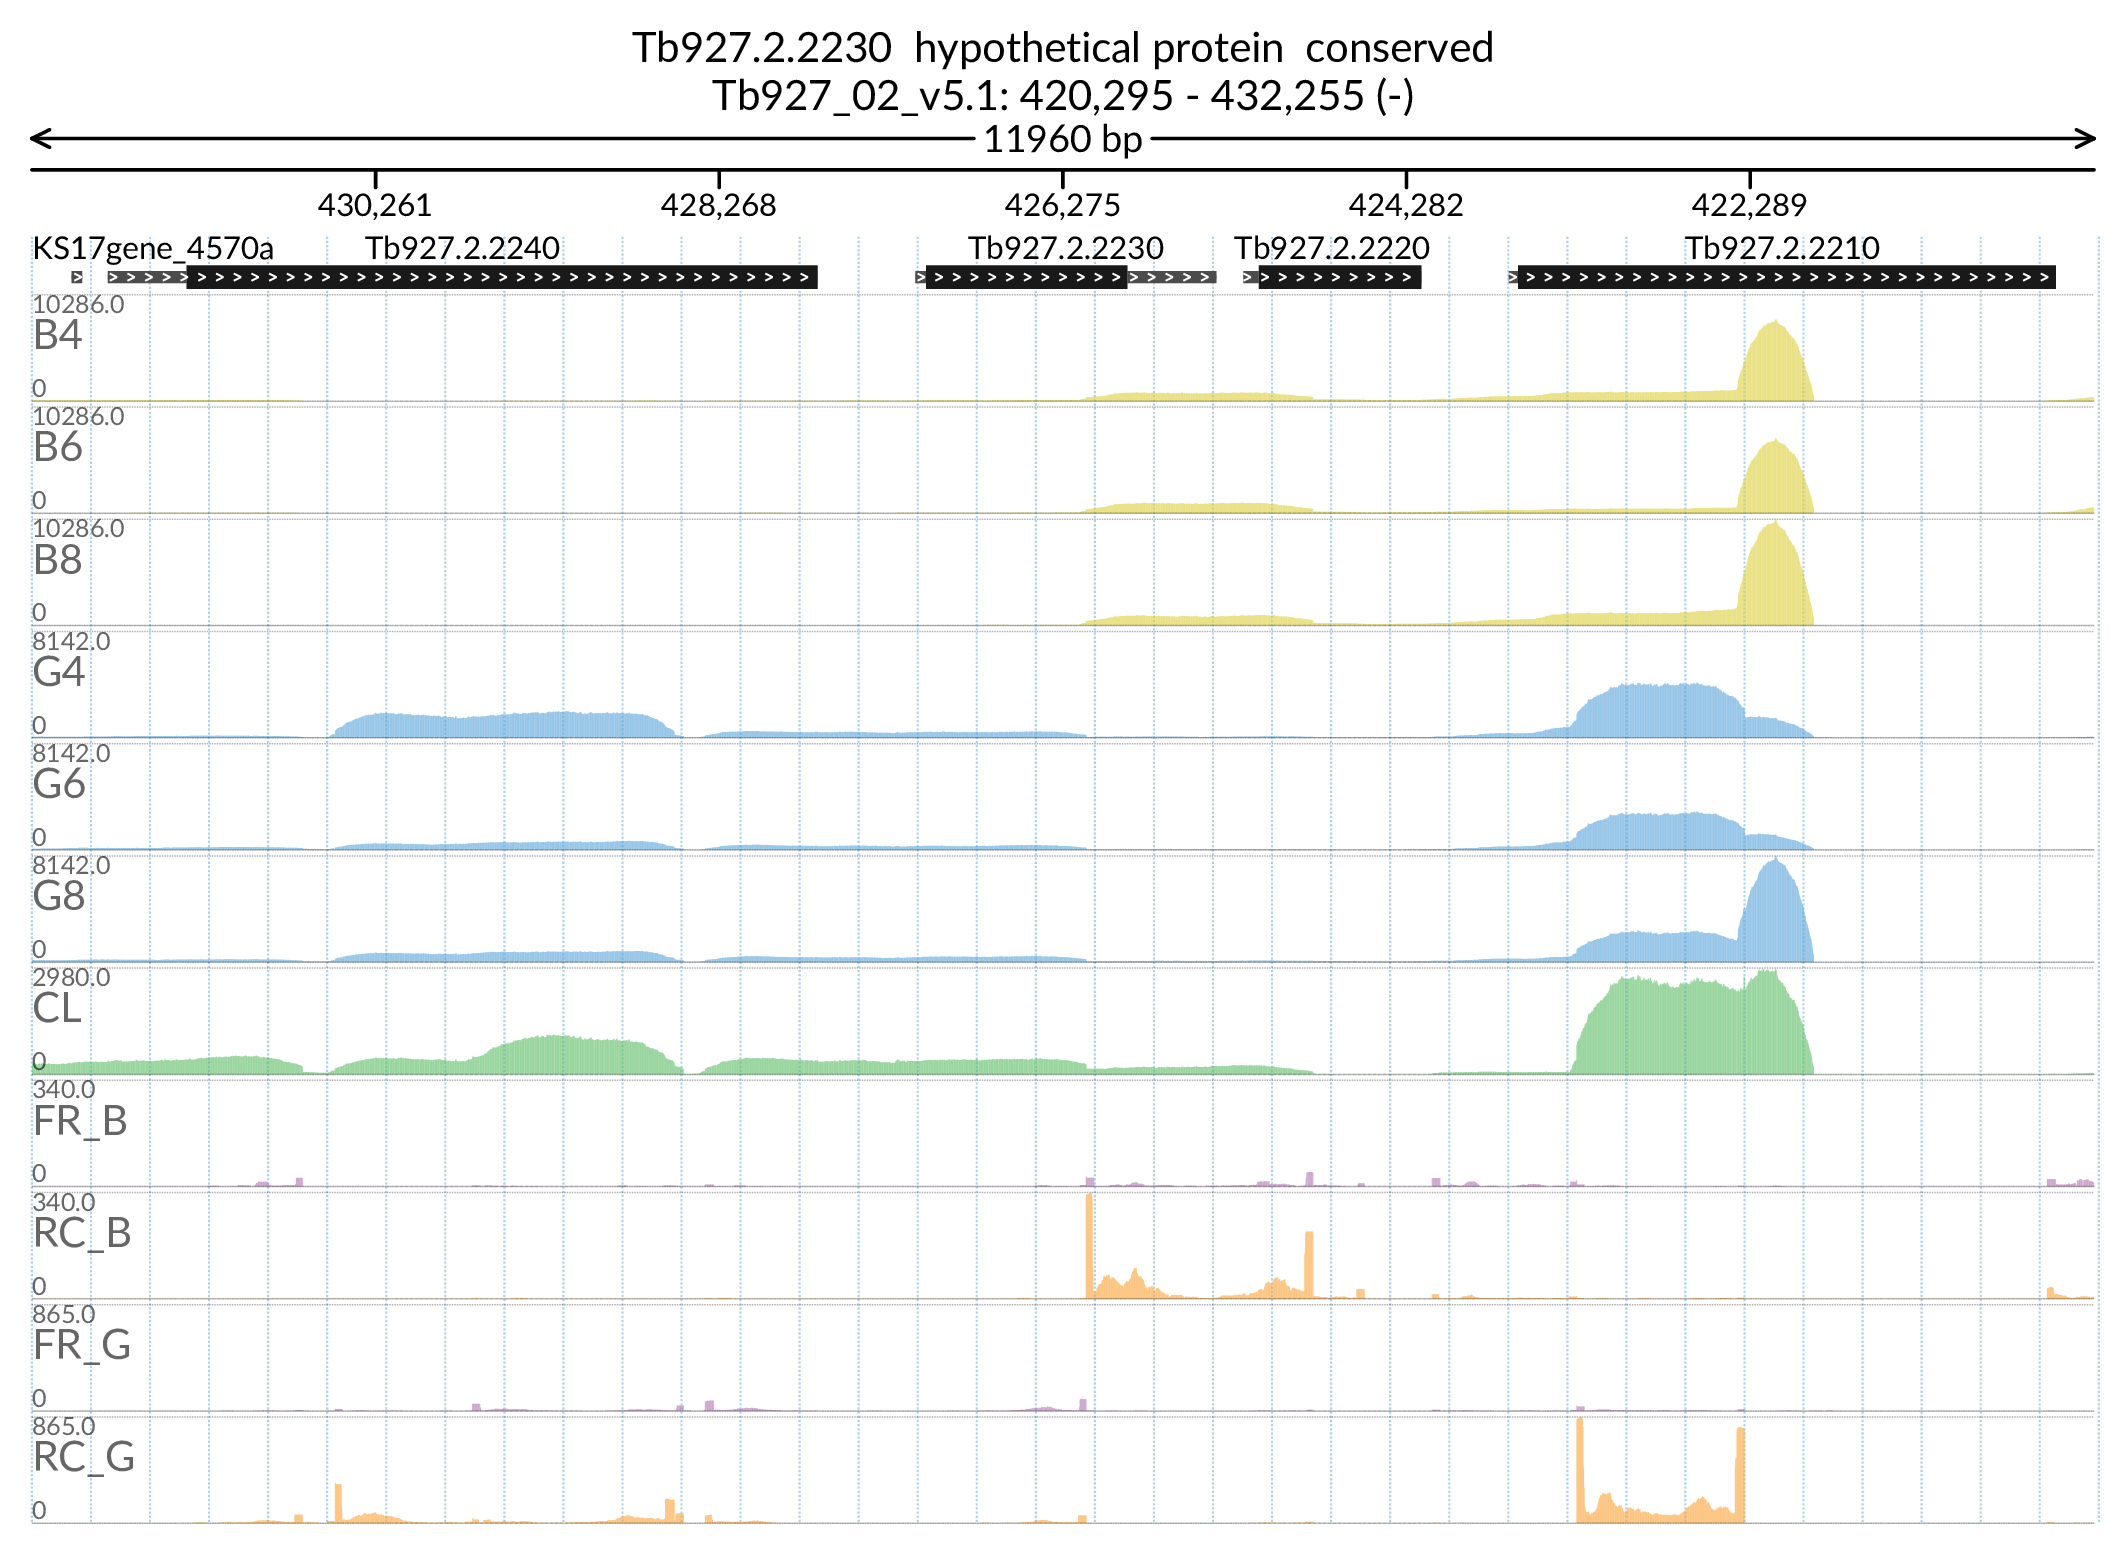 Tb927.2.2230 hypothetical protein conserved
Tb927_02_v5.1: 420,295 - 432,255 (-)
11960 bp
430,261 428,268 426,275 424,282 422,289
KS17gene_4570a Tb927.2.2240 Tb927.2.2230 Tb927.2.2220 Tb927.2.2210
10286.0
B4
0
10286.0
B6
0
10286.0
B8
0
8142.0
G4
0
8142.0
G6
0
8142.0
G8
0
2980.0
CL
0
340.0
FR_B
0
340.0
RC_B
0
865.0
FR_G
0
865.0
RC_G
0